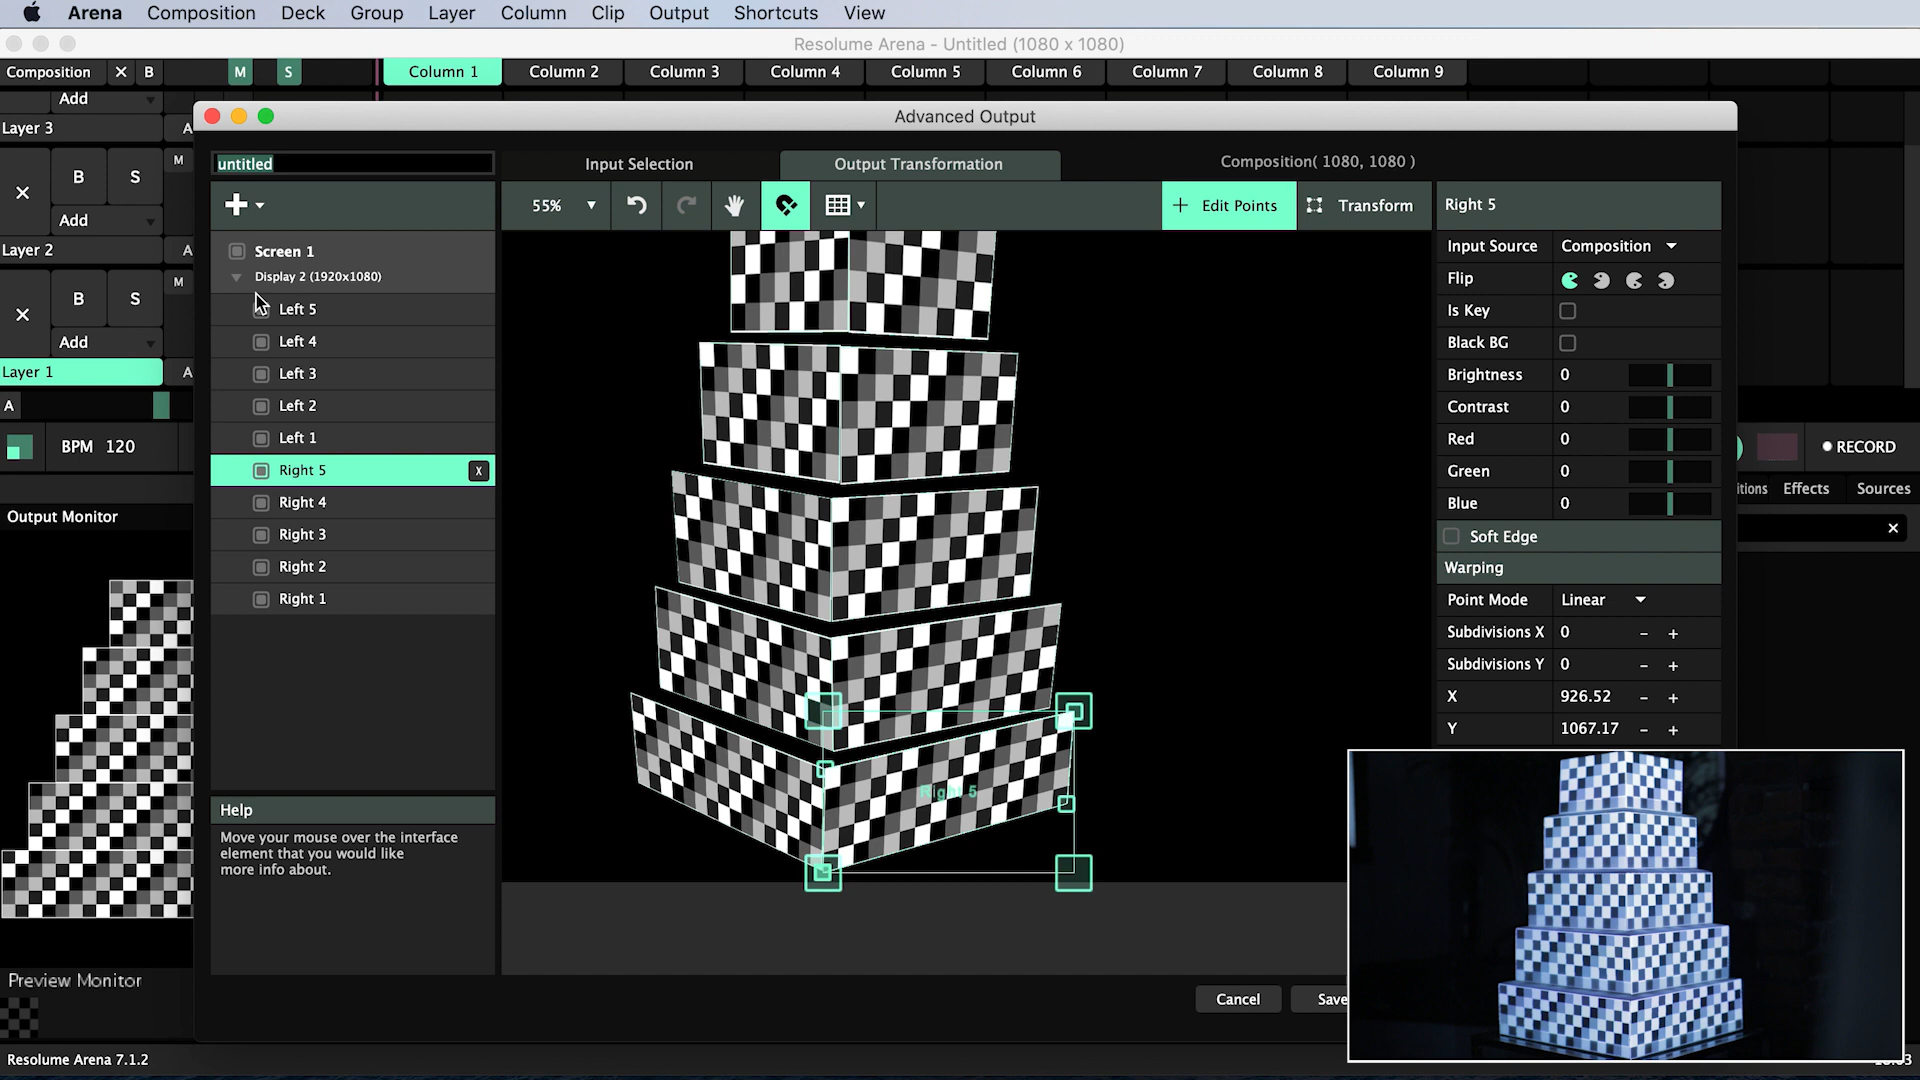 Arena Composition Deck Group Layer Column Clip Output Shortcuts View
Resolume Arena - Untitled (1080 x 1080)
Composition X B M S Column 1 Column 2 Column 3 Column 4 Column 5 Column 6 Column 7 Column 8 Column 9
Add
Layer 3 A
Advanced Output
untitled
Input Selection Output Transformation Composition( 1080, 1080 )
B S M
Add
Layer 2 A
55% + Edit Points Transform Right 5
Screen 1
Display 2 (1920x1080)
Left 5
Left 4
Left 3
Left 2
Left 1
Right 5 X
Right 4
Right 3
Right 2
Right 1
B S M
Add
Layer 1 A
A
BPM 120
Output Monitor
Input Source Composition
Flip
Is Key
Black BG
Brightness 0
Contrast 0
Red 0
Green 0
Blue 0
Soft Edge
Warping
Point Mode Linear
Subdivisions X 0 - +
Subdivisions Y 0 - +
X 926.52 - +
Y 1067.17 - +
RECORD
itions Effects Sources
Right 5
Help
Move your mouse over the interface
element that you would like
more info about.
Preview Monitor
Cancel Save
Resolume Arena 7.1.2